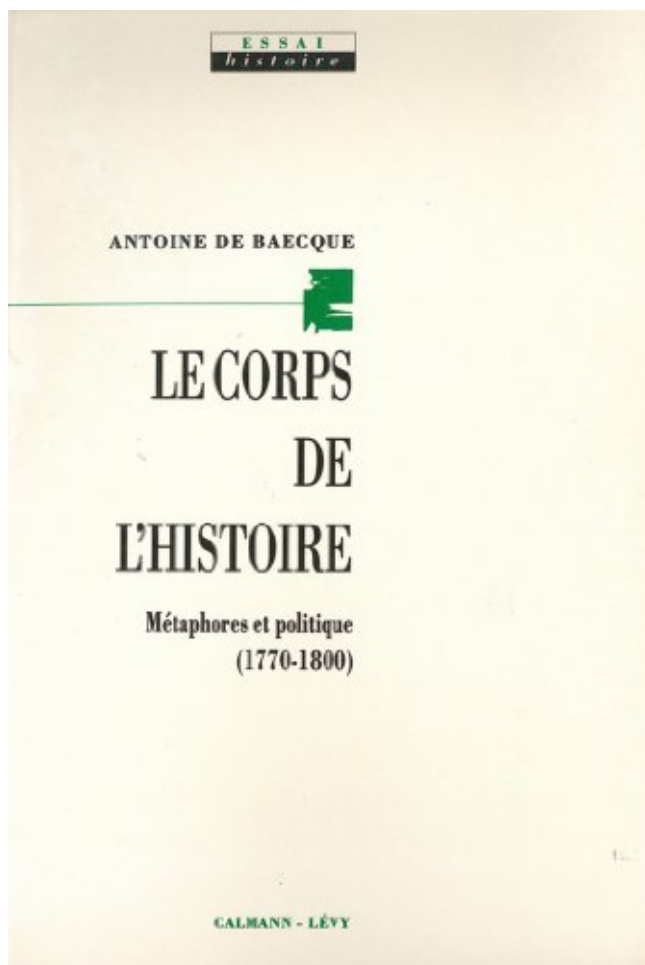 ESSAI
histoire
ANTOINE DE BAECQUE
LE CORPS
DE
L'HISTOIRE
Métaphores et politique
(1770-1800)
CALMANN - LÉVY